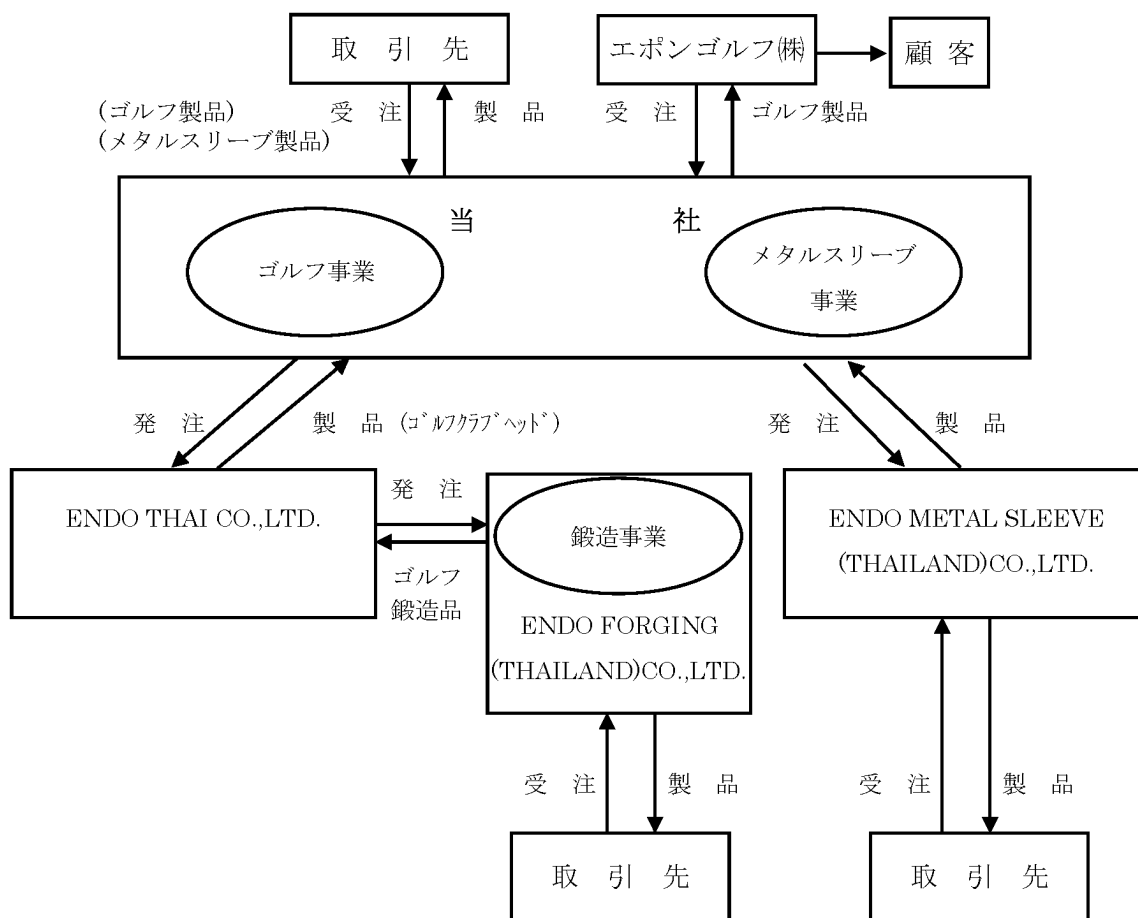 取 引 先
エポンゴルフ㈱
顧 客
(ゴルフ製品)
(メタルスリーブ製品)
受 注
製 品
受 注
ゴルフ製品
当 社
ゴルフ事業
メタルスリーブ
事業
発 注
製 品 (ｺﾞﾙﾌｸﾗﾌﾞﾍｯﾄﾞ)
発 注
製 品
ENDO THAI CO.,LTD.
発 注
ゴルフ
鍛造品
鍛造事業
ENDO FORGING
(THAILAND)CO.,LTD.
ENDO METAL SLEEVE
(THAILAND)CO.,LTD.
受 注
製 品
受 注
製 品
取 引 先
取 引 先